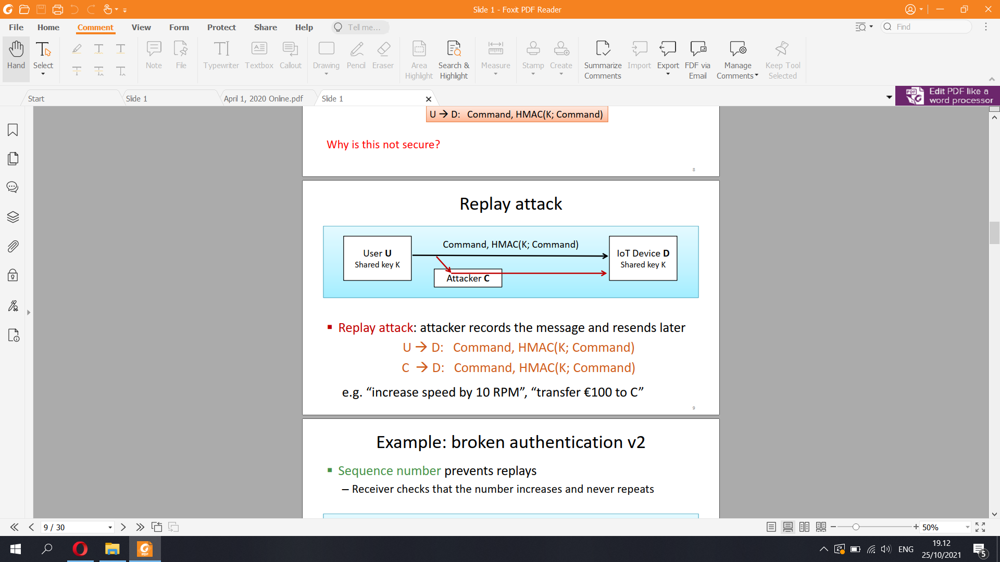 Slide 1 - Foxit PDF Reader
File Home Comment View Form Protect Share Help Tell me... Find
Hand Select Note File Typewriter Textbox Callout Drawing Pencil Eraser Area Highlight Search & Highlight Measure Stamp Create Summarize Comments Import Export FDF via Email Manage Comments Keep Tool Selected
Start Slide 1 April 1, 2020 Online.pdf Slide 1
PDF Edit PDF like a
word processor
U → D: Command, HMAC(K; Command)
Why is this not secure?
8
Replay attack
Command, HMAC(K; Command)
User U
Shared key K
IoT Device D
Shared key K
Attacker C
▪ Replay attack: attacker records the message and resends later
U → D: Command, HMAC(K; Command)
C → D: Command, HMAC(K; Command)
e.g. “increase speed by 10 RPM”, “transfer €100 to C”
9
Example: broken authentication v2
▪ Sequence number prevents replays
– Receiver checks that the number increases and never repeats
9 / 30 50%
PDF
ENG
19.12
25/10/2021
5